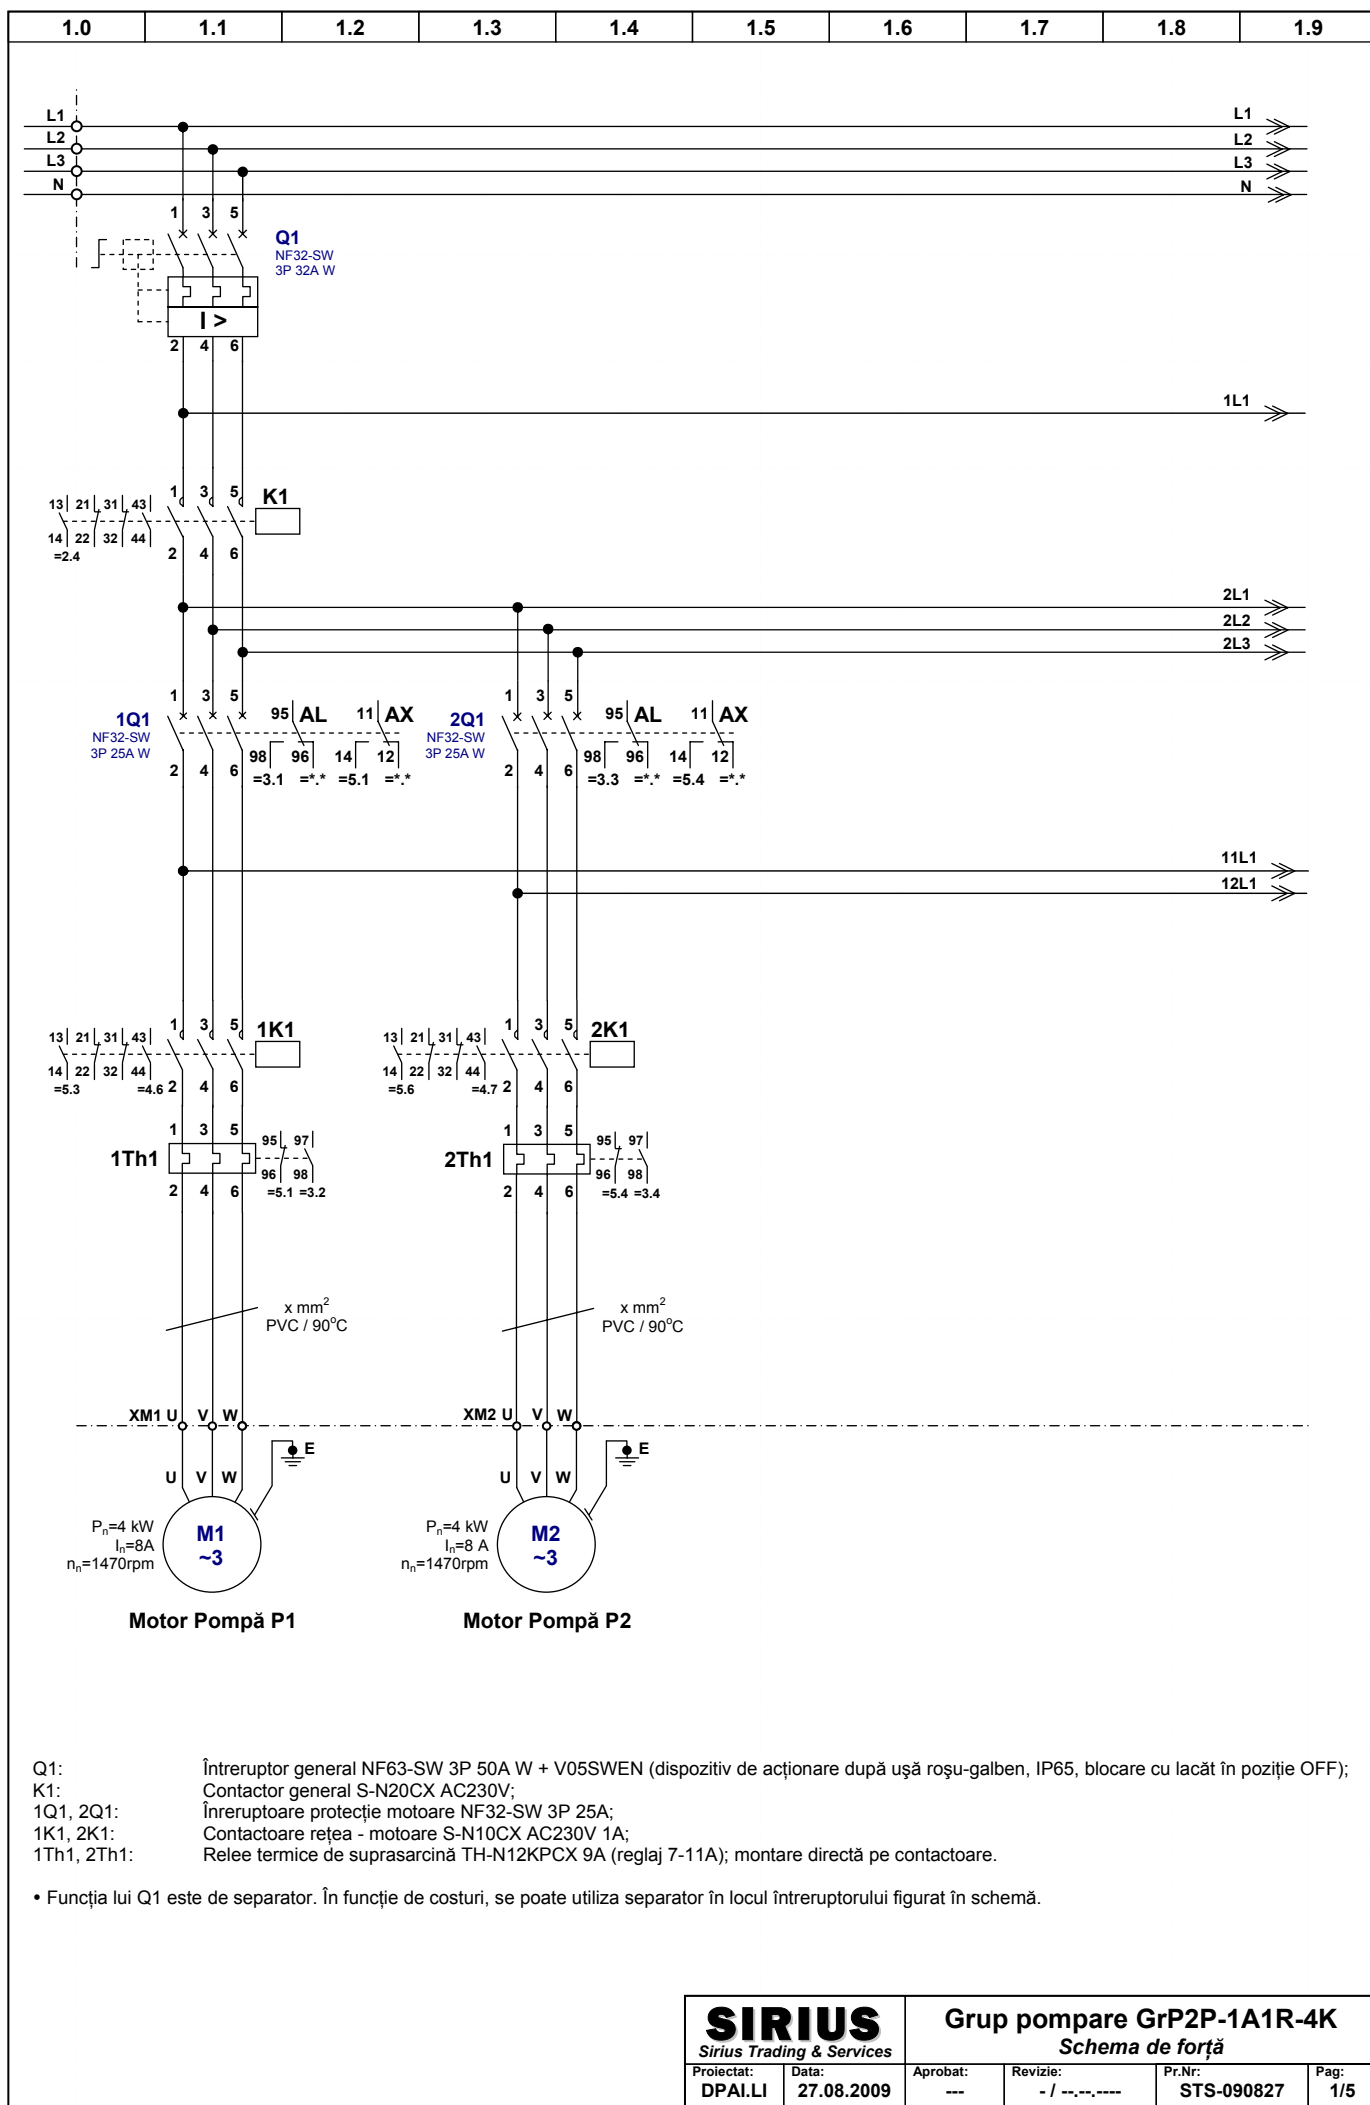 1.0 1.1 1.2 1.3 1.4 1.5 1.6 1.7 1.8 1.9
L1 L1
L2 L2
L3 L3
N N
1 3 5
Q1
NF32-SW
3P 32A W
I >
2 4 6
1L1
1 3 5 K1
13 21 31 43
14 22 32 44
=2.4
2 4 6
2L1
2L2
2L3
1 3 5 95 AL 11 AX 1 3 5 95 AL 11 AX
1Q1 2Q1
NF32-SW NF32-SW
3P 25A W 3P 25A W
98 96 14 12 98 96 14 12
2 4 6 2 4 6
=3.1 =*.* =5.1 =*.* =3.3 =*.* =5.4 =*.*
11L1
12L1
1 3 5 1K1 1 3 5 2K1
13 21 31 43 13 21 31 43
14 22 32 44 14 22 32 44
=5.3 =4.6 2 4 6 =5.6 =4.7 2 4 6
1 3 5 95 97 1 3 5 95 97
1Th1 2Th1
96 98 96 98
2 4 6 =5.1 =3.2 2 4 6 =5.4 =3.4
x mm² x mm²
PVC / 90°C PVC / 90°C
XM1 U V W XM2 U V W
E E
U V W U V W
Pn=4 kW M1 Pn=4 kW M2
In=8A ~3 In=8 A ~3
nn=1470rpm nn=1470rpm
Motor Pompă P1 Motor Pompă P2
Q1: Întreruptor general NF63-SW 3P 50A W + V05SWEN (dispozitiv de acţionare după uşă roşu-galben, IP65, blocare cu lacăt în poziţie OFF);
K1: Contactor general S-N20CX AC230V;
1Q1, 2Q1: Înreruptoare protecţie motoare NF32-SW 3P 25A;
1K1, 2K1: Contactoare reţea - motoare S-N10CX AC230V 1A;
1Th1, 2Th1: Relee termice de suprasarcină TH-N12KPCX 9A (reglaj 7-11A); montare directă pe contactoare.
• Funcţia lui Q1 este de separator. În funcţie de costuri, se poate utiliza separator în locul întreruptorului figurat în schemă.
SIRIUS
Sirius Trading & Services
Grup pompare GrP2P-1A1R-4K
Schema de forţă
Proiectat: Data: Aprobat: Revizie: Pr.Nr: Pag:
DPAI.LI 27.08.2009 --- - / --.--.---- STS-090827 1/5